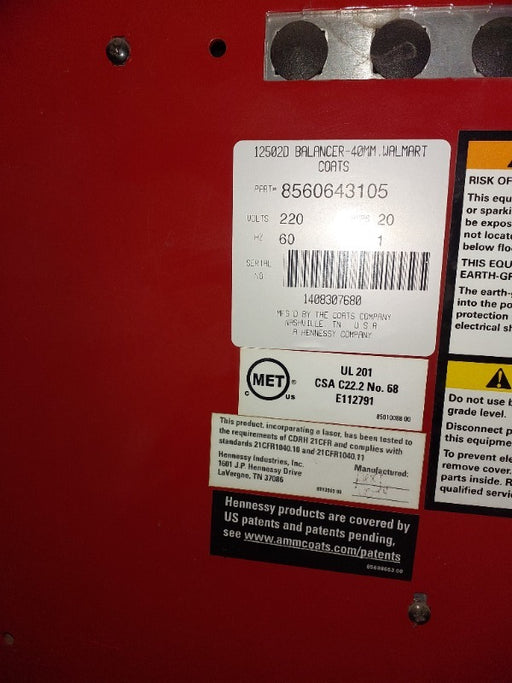 12502D BALANCER-40MM.WALMART
COATS
PART# 8560643105
VOLTS 220 AMPS 20
HZ 60 1
SERIAL
NO
1408307680
MF'G D BY THE COATS COMPANY
NASHVILLE, TN U S A
A HENNESSY COMPANY
MET
C US
UL 201
CSA C22.2 No. 68
E112791
85010088 00
This product, incorporating a laser, has been tested to
the requirements of CDRH 21CFR and complies with
standards 21CFR1040.10 and 21CFR1040.11
Hennessy Industries, Inc.
1601 J.P. Hennessy Drive
LaVergne, TN 37086
Manufactured:
Hennessy products are covered by
US patents and patents pending,
see www.ammcoats.com/patents
RISK OF
This equ
or sparki
be expos
not locat
below flo
THIS EQU
EARTH-GR
The earth-g
into the po
protection
electrical sh
Do not use b
grade level.
Disconnect p
this equipme
To prevent ele
remove cover.
parts inside. R
qualified servic